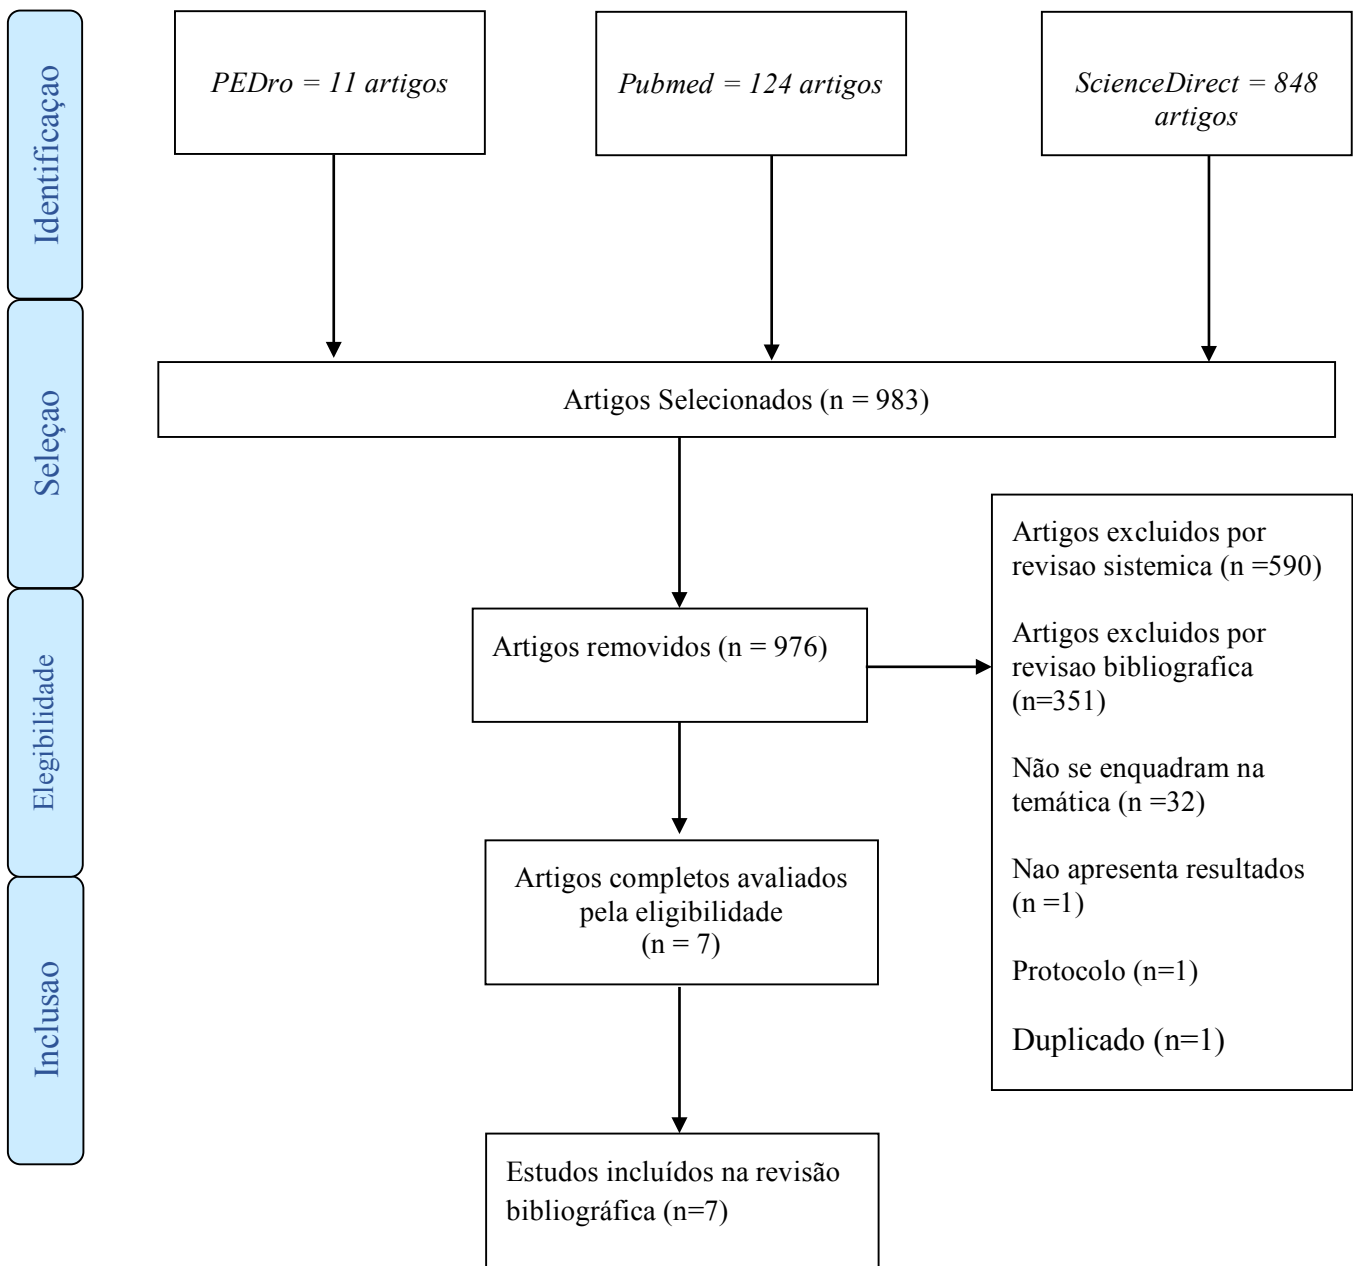 Identificaçao
PEDro = 11 artigos
Pubmed = 124 artigos
ScienceDirect = 848
artigos
Seleçao
Artigos Selecionados (n = 983)
Artigos excluidos por
revisao sistemica (n =590)
Artigos excluidos por
revisao bibliografica
(n=351)
Não se enquadram na
temática (n =32)
Nao apresenta resultados
(n =1)
Protocolo (n=1)
Duplicado (n=1)
Elegibilidade
Artigos removidos (n = 976)
Artigos completos avaliados
pela eligibilidade
(n = 7)
Inclusao
Estudos incluídos na revisão
bibliográfica (n=7)